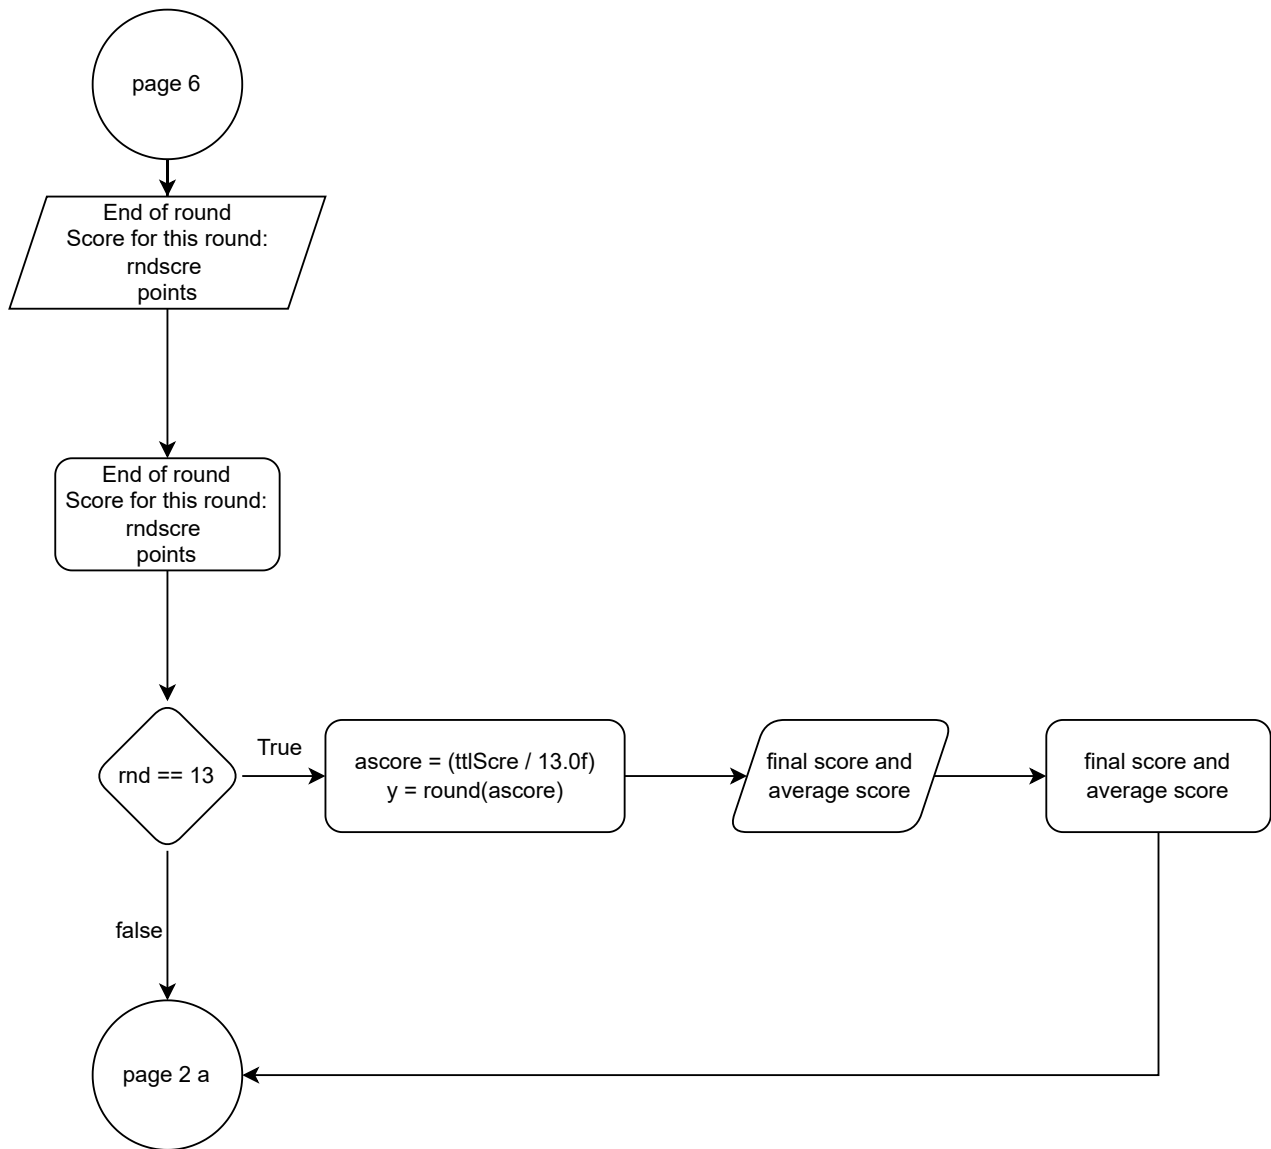 page 6
End of round
Score for this round:
rndscre
points
End of round
Score for this round:
rndscre
points
rnd == 13
True
ascore = (ttlScre / 13.0f)
y = round(ascore)
final score and
average score
final score and
average score
false
page 2 a